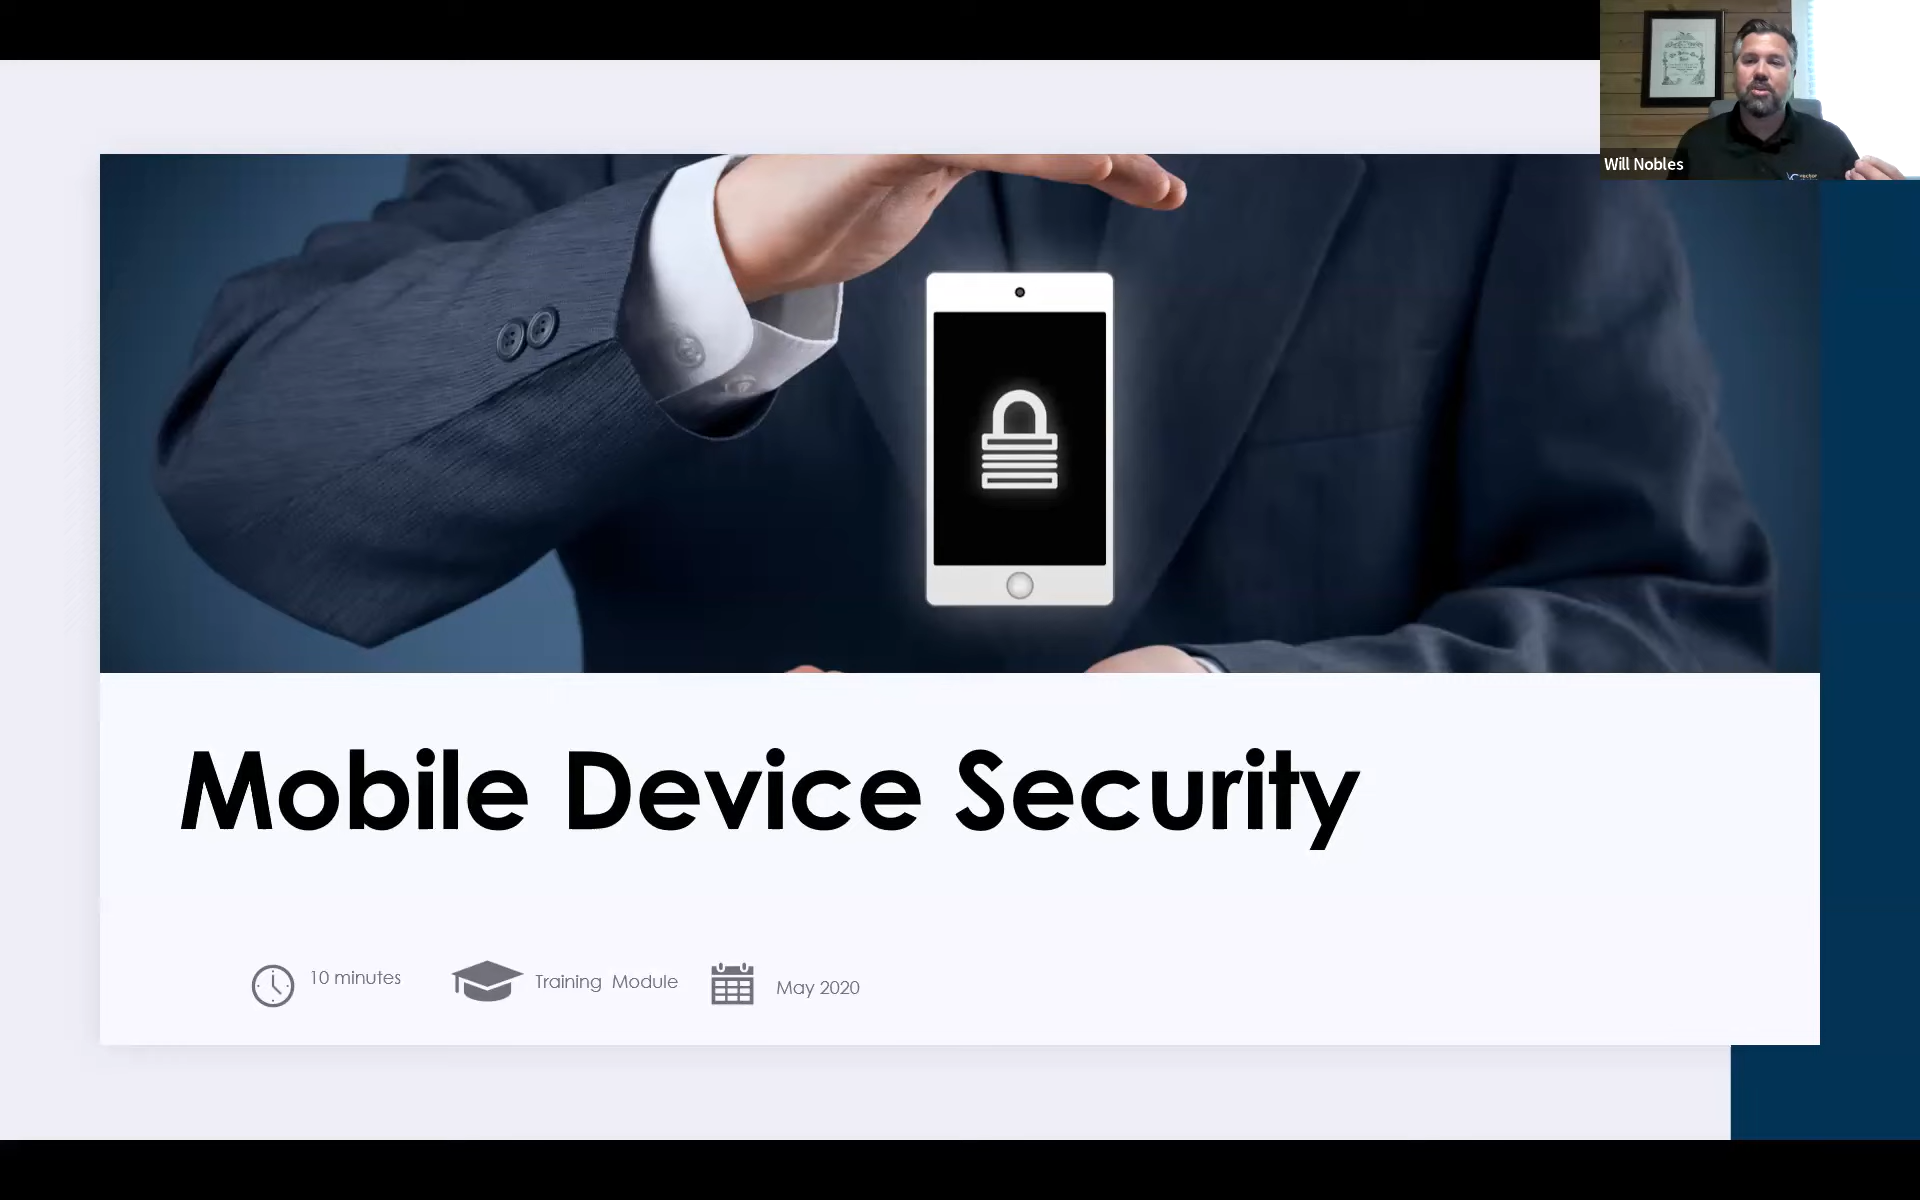 Will Nobles
Mobile Device Security
10 minutes
Training Module
May 2020